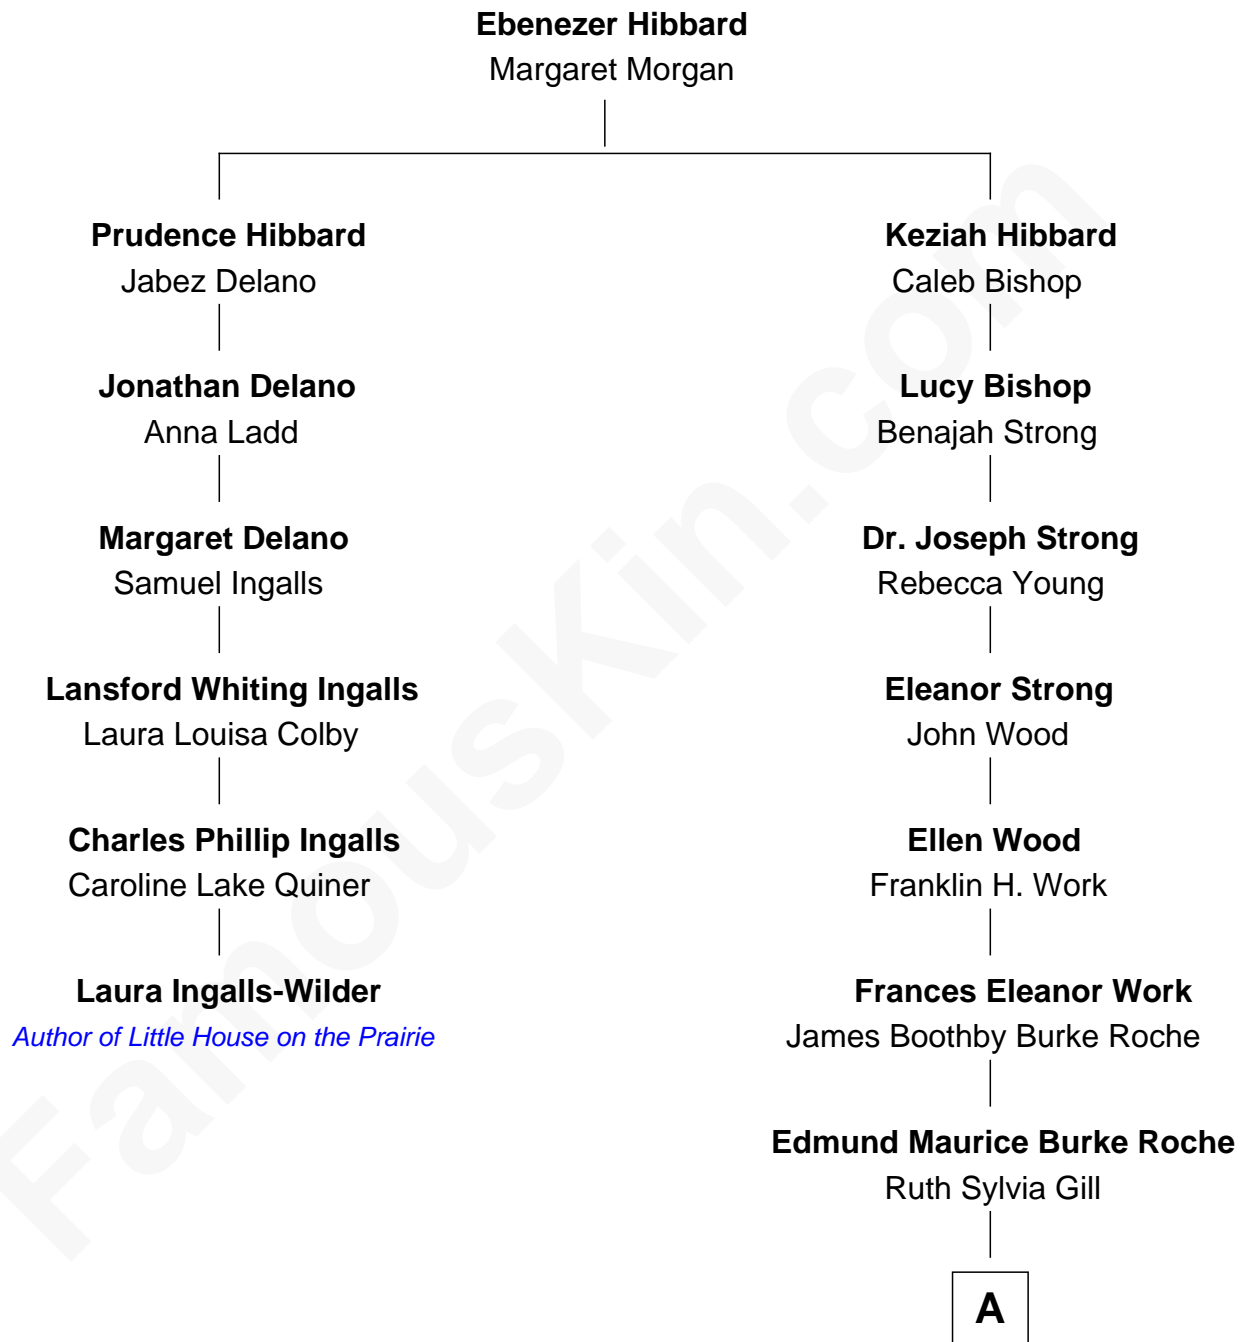 Ebenezer Hibbard
Margaret Morgan
Prudence Hibbard
Jabez Delano
Keziah Hibbard
Caleb Bishop
Jonathan Delano
Anna Ladd
Lucy Bishop
Benajah Strong
Margaret Delano
Samuel Ingalls
Dr. Joseph Strong
Rebecca Young
Lansford Whiting Ingalls
Laura Louisa Colby
Eleanor Strong
John Wood
Charles Phillip Ingalls
Caroline Lake Quiner
Ellen Wood
Franklin H. Work
Laura Ingalls-Wilder
Author of Little House on the Prairie
Frances Eleanor Work
James Boothby Burke Roche
Edmund Maurice Burke Roche
Ruth Sylvia Gill
A
FamousKin.com